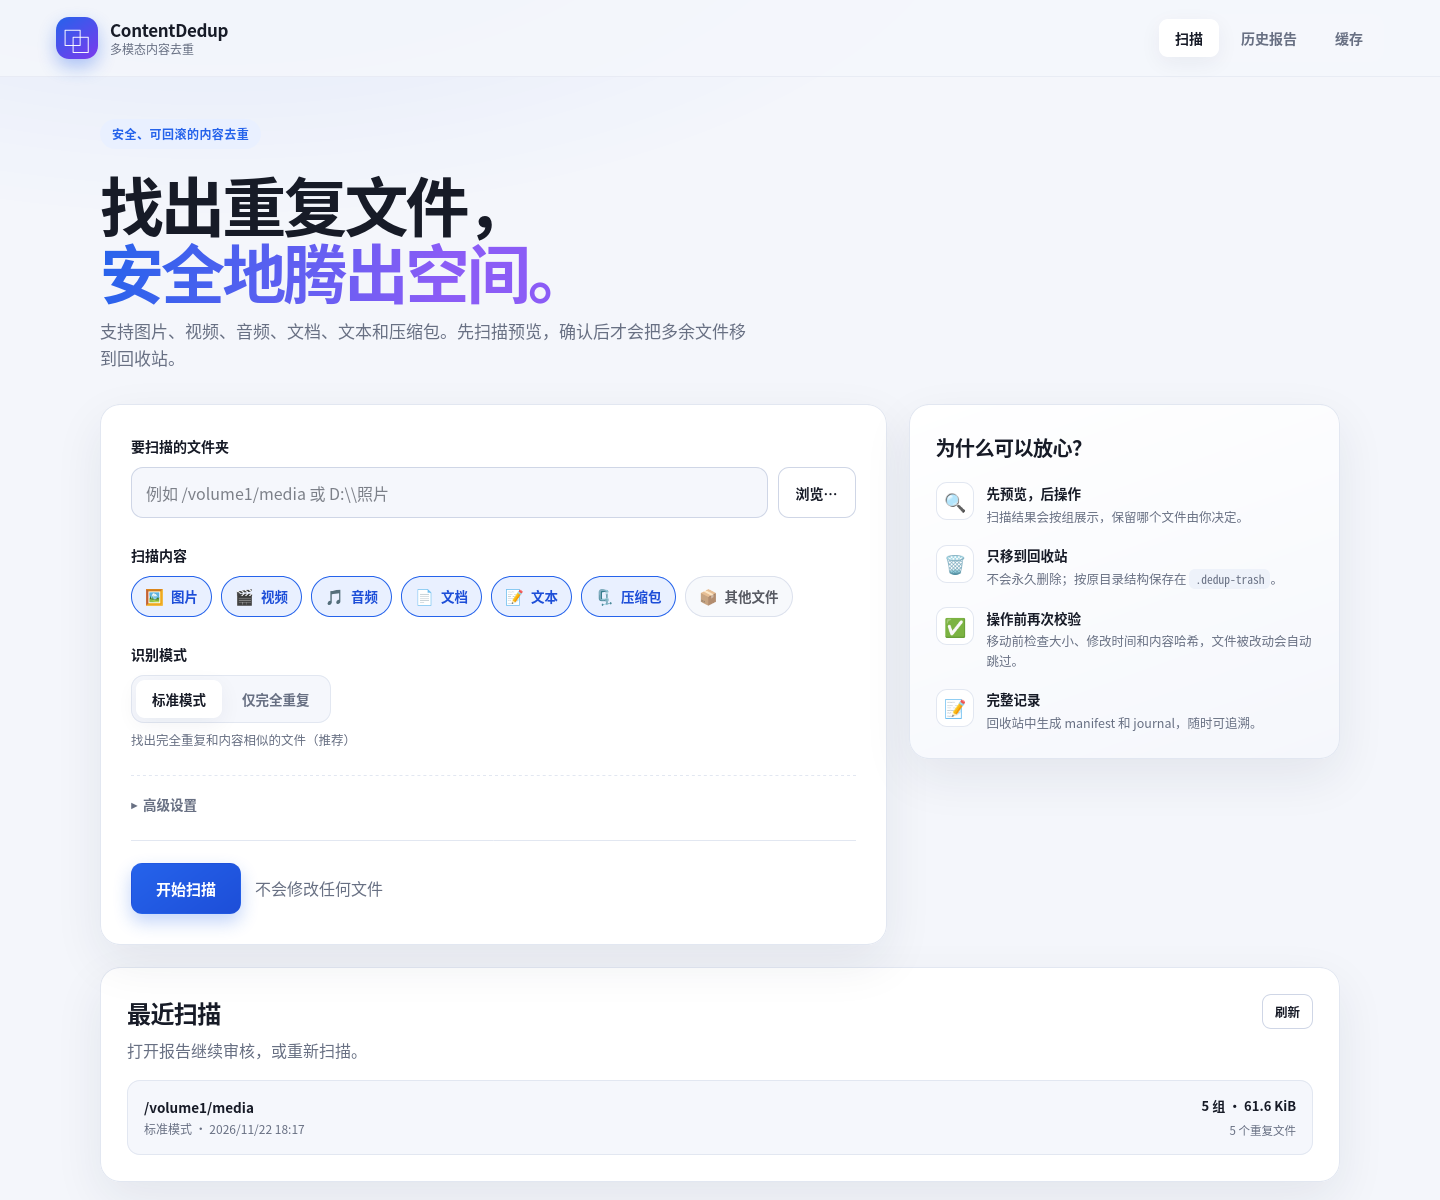 ContentDedup
多模态内容去重
扫描
历史报告
缓存
安全、可回滚的内容去重
找出重复文件，
安全地腾出空间。
支持图片、视频、音频、文档、文本和压缩包。先扫描预览，确认后才会把多余文件移
到回收站。
要扫描的文件夹
例如 /volume1/media 或 D:\\照片
浏览…
扫描内容
图片
视频
音频
文档
文本
压缩包
其他文件
识别模式
标准模式
仅完全重复
找出完全重复和内容相似的文件（推荐）
▸ 高级设置
开始扫描
不会修改任何文件
为什么可以放心？
先预览，后操作
扫描结果会按组展示，保留哪个文件由你决定。
只移到回收站
不会永久删除；按原目录结构保存在 .dedup-trash 。
操作前再次校验
移动前检查大小、修改时间和内容哈希，文件被改动会自动
跳过。
完整记录
回收站中生成 manifest 和 journal，随时可追溯。
最近扫描
打开报告继续审核，或重新扫描。
刷新
/volume1/media
标准模式 · 2026/11/22 18:17
5 组 · 61.6 KiB
5 个重复文件